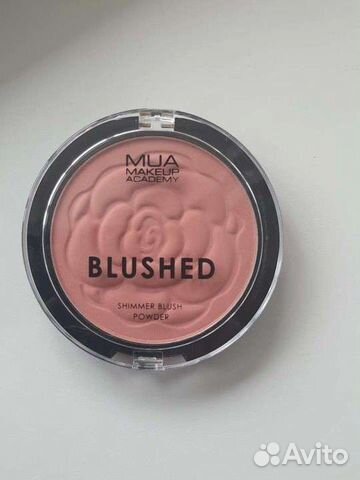 MUA
MAKEUP
ACADEMY
BLUSHED
SHIMMER BLUSH
POWDER
Avito